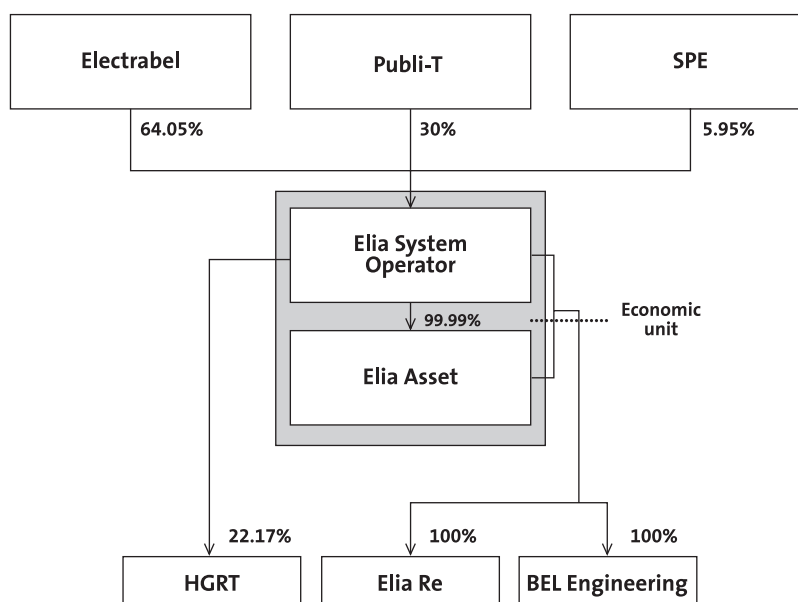 Electrabel
Publi-T
SPE
64.05%
30%
5.95%
Elia System
Operator
99.99%
Economic
unit
Elia Asset
22.17%
100%
100%
HGRT
Elia Re
BEL Engineering